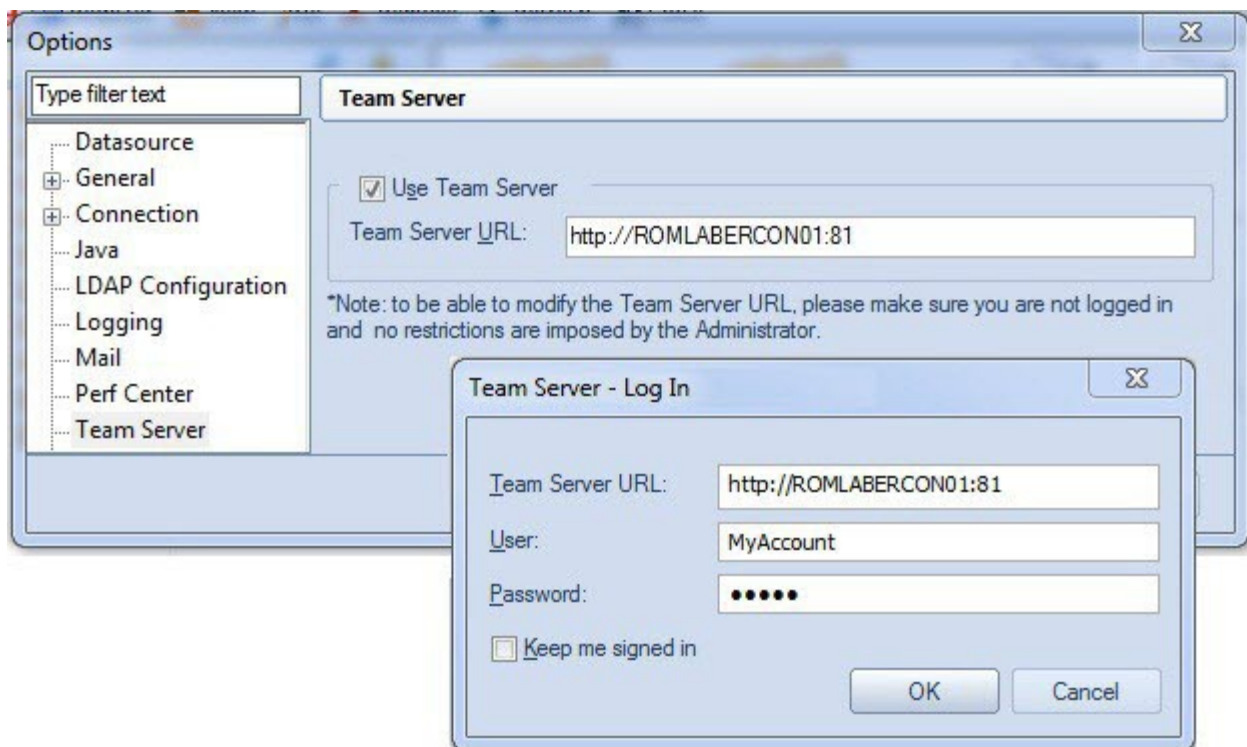 Options
Type filter text
Datasource
General
Connection
Java
LDAP Configuration
Logging
Mail
Perf Center
Team Server
Team Server
Use Team Server
Team Server URL: http://ROMLABERCON01:81
*Note: to be able to modify the Team Server URL, please make sure you are not logged in
and no restrictions are imposed by the Administrator.
Team Server - Log In
Team Server URL: http://ROMLABERCON01:81
User: MyAccount
Password: •••••
Keep me signed in
OK Cancel